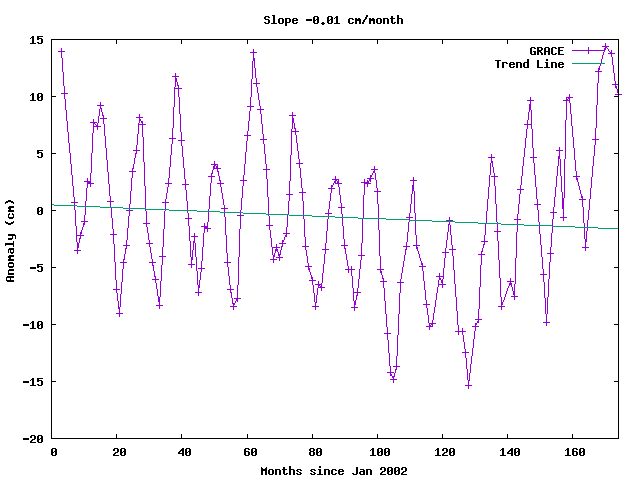 Slope -0.01 cm/month
GRACE
Trend Line
15
10
5
0
-5
-10
-15
-20
Anomaly (cm)
0 20 40 60 80 100 120 140 160
Months since Jan 2002